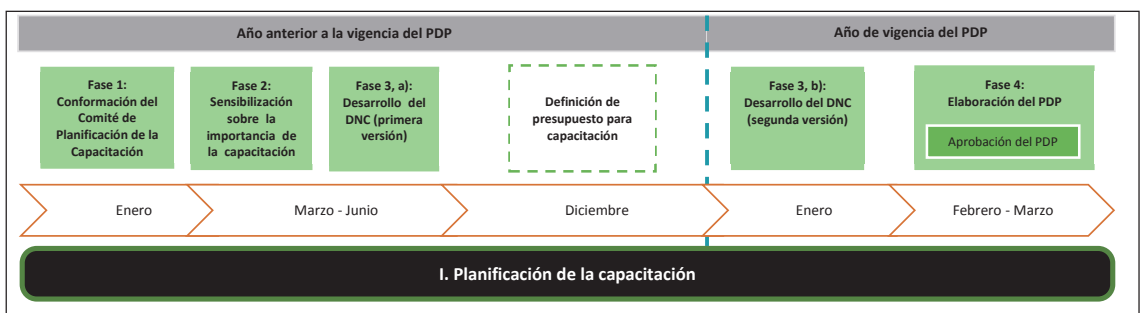 Año anterior a la vigencia del PDP
Año de vigencia del PDP
Fase 1:
Conformación del
Comité de
Planificación de la
Capacitación
Fase 2:
Sensibilización
sobre la
importancia de
la capacitación
Fase 3, a):
Desarrollo del
DNC (primera
versión)
Definición de
presupuesto para
capacitación
Fase 3, b):
Desarrollo del DNC
(segunda versión)
Fase 4:
Elaboración del PDP
Aprobación del PDP
Enero
Marzo - Junio
Diciembre
Enero
Febrero - Marzo
I. Planificación de la capacitación